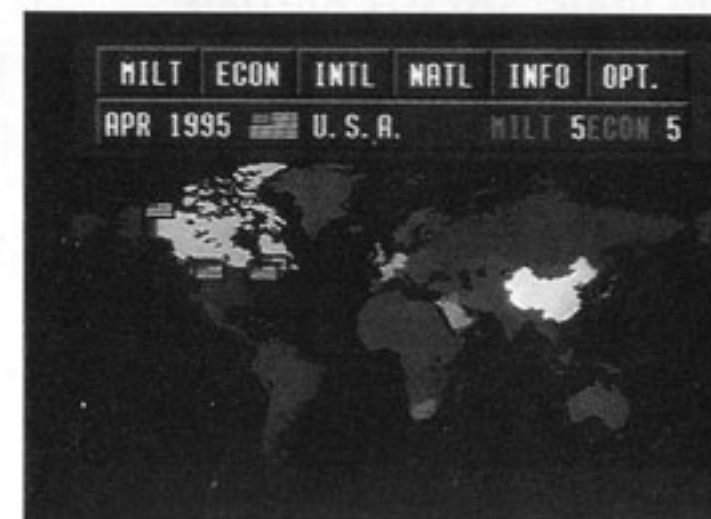 MILT ECON INTL NATL INFO OPT.
APR 1995 U.S.A. MILT 5 ECON 5